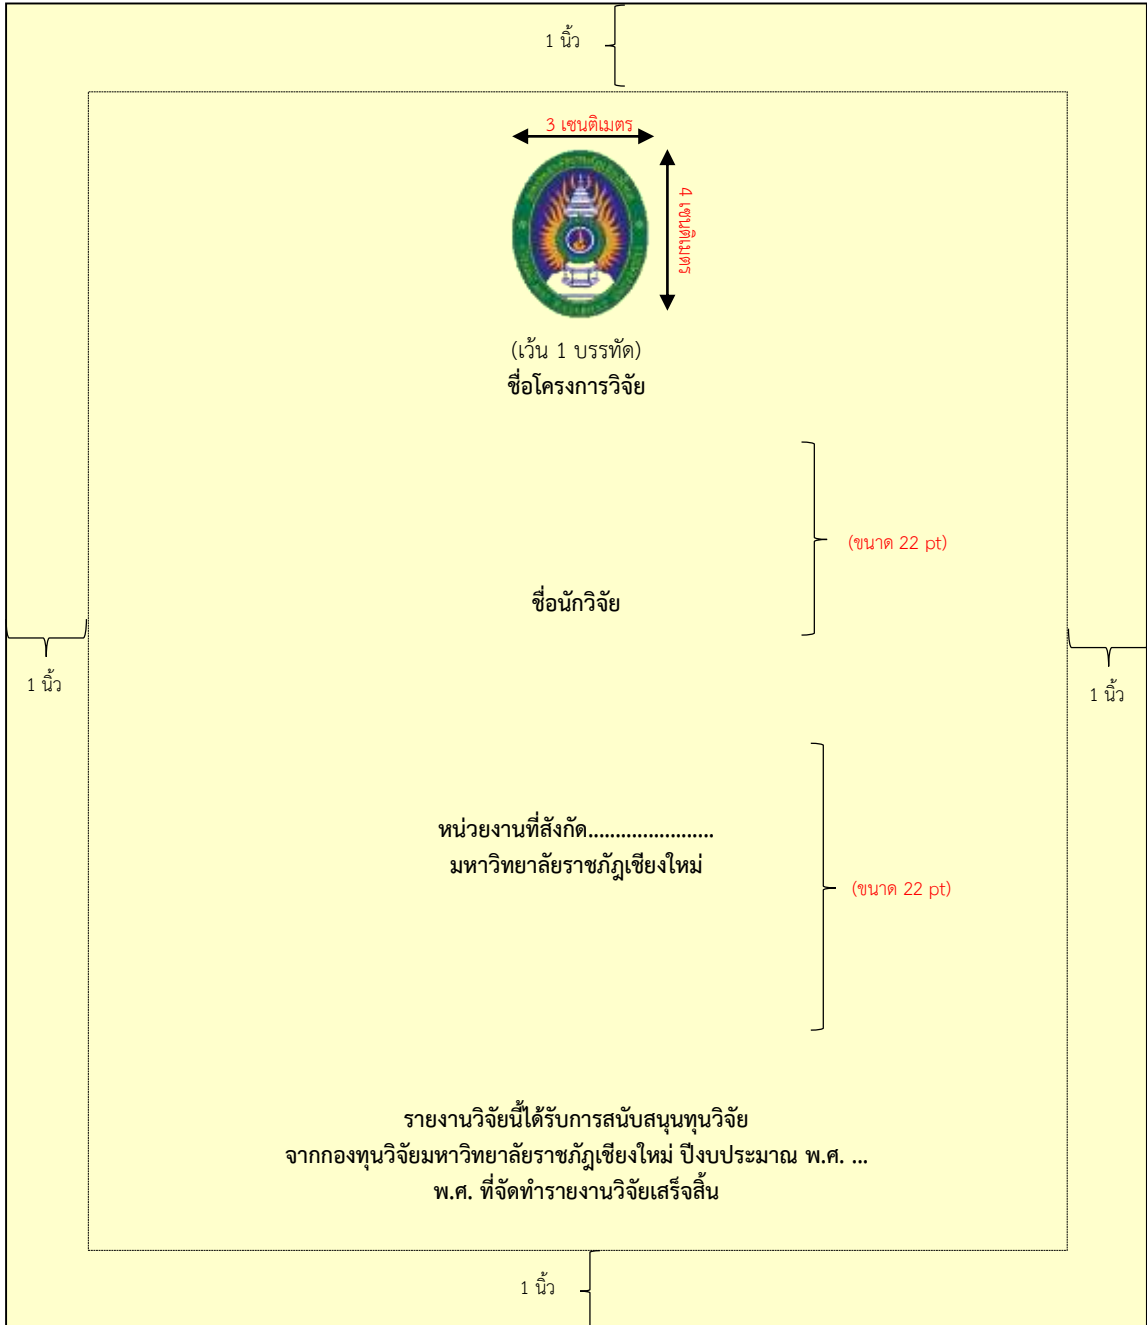 1 นิ้ว
3 เซนติเมตร
4 เซนติเมตร
(เว้น 1 บรรทัด)
ชื่อโครงการวิจัย
(ขนาด 22 pt)
ชื่อนักวิจัย
1 นิ้ว
1 นิ้ว
หน่วยงานที่สังกัด.......................
มหาวิทยาลัยราชภัฏเชียงใหม่
(ขนาด 22 pt)
รายงานวิจัยนี้ได้รับการสนับสนุนทุนวิจัย
จากกองทุนวิจัยมหาวิทยาลัยราชภัฏเชียงใหม่ ปีงบประมาณ พ.ศ. ...
พ.ศ. ที่จัดทำรายงานวิจัยเสร็จสิ้น
1 นิ้ว